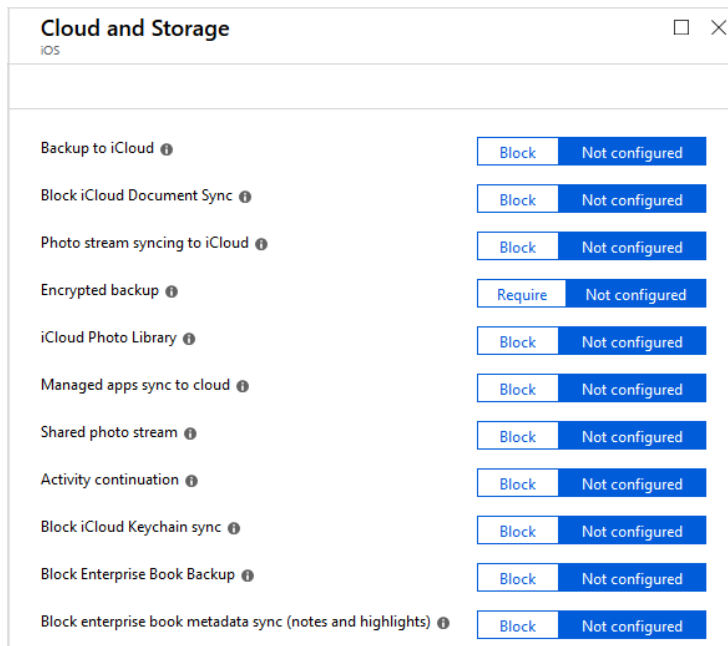 Cloud and Storage
iOS
Backup to iCloud Block Not configured
Block iCloud Document Sync Block Not configured
Photo stream syncing to iCloud Block Not configured
Encrypted backup Require Not configured
iCloud Photo Library Block Not configured
Managed apps sync to cloud Block Not configured
Shared photo stream Block Not configured
Activity continuation Block Not configured
Block iCloud Keychain sync Block Not configured
Block Enterprise Book Backup Block Not configured
Block enterprise book metadata sync (notes and highlights) Block Not configured